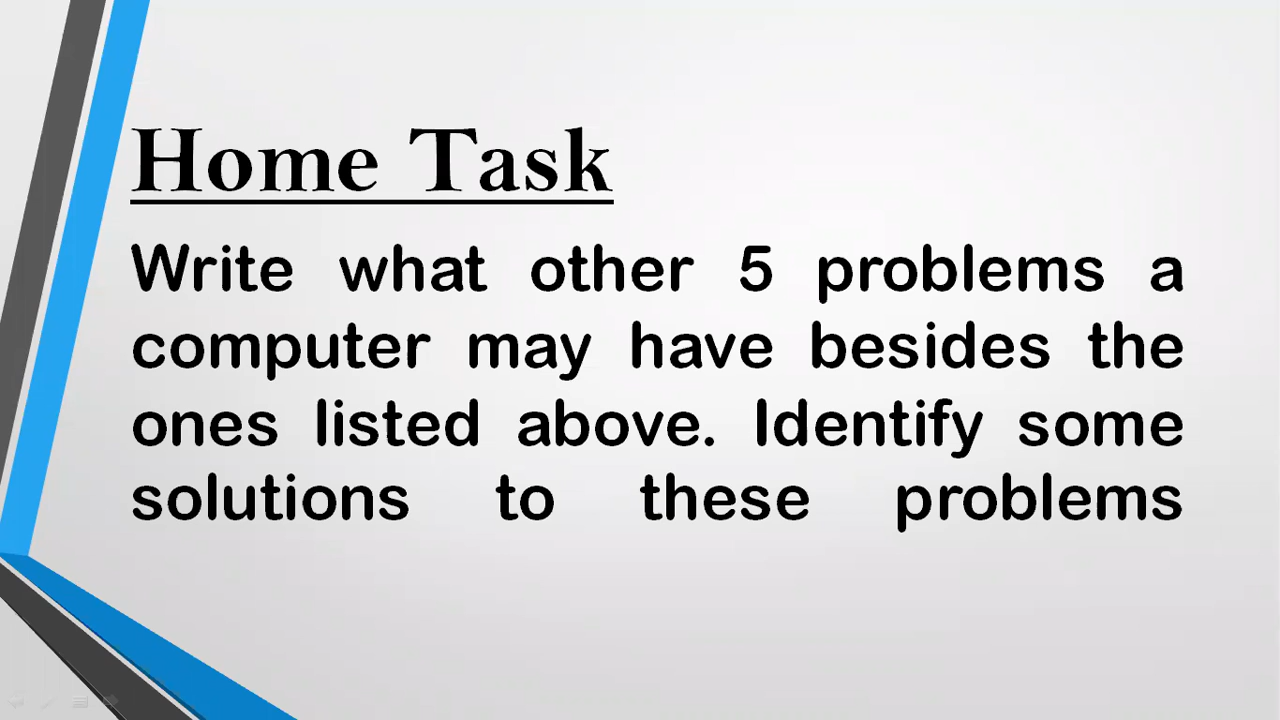 Home Task
Write what other 5 problems a
computer may have besides the
ones listed above. Identify some
solutions to these problems